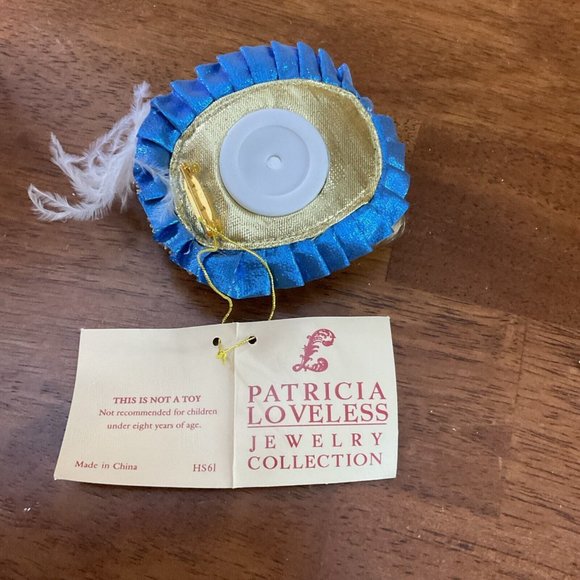 THIS IS NOT A TOY
Not recommended for children
under eight years of age.
Made in China
HS61
L
PATRICIA
LOVELESS
JEWELRY
COLLECTION